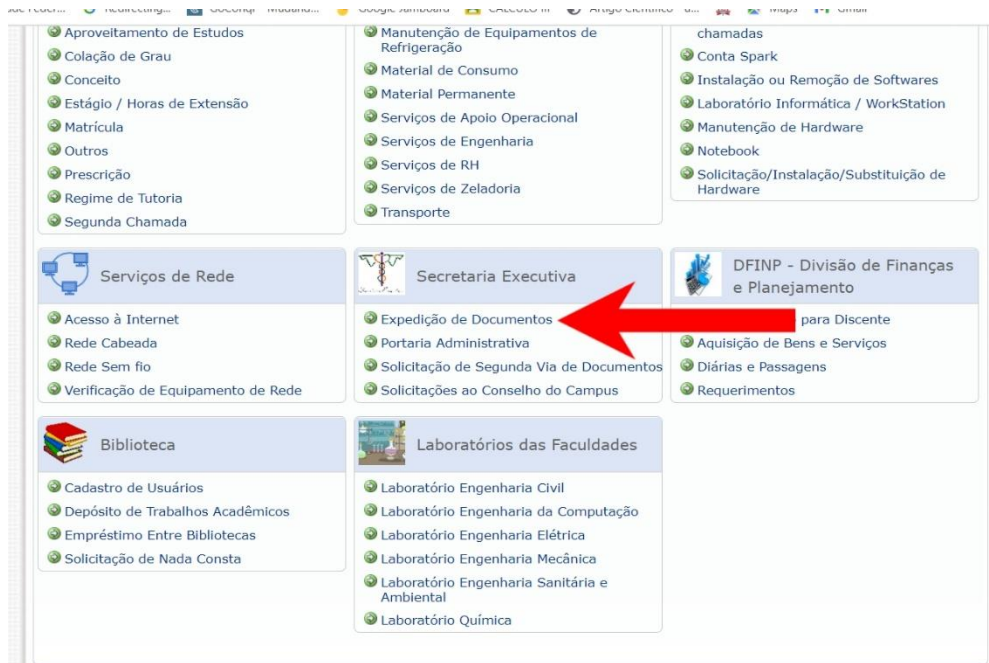 Redirecting...
Google Jamboard
Maps
Gmail
Aproveitamento de Estudos
Colação de Grau
Conceito
Estágio / Horas de Extensão
Matrícula
Outros
Prescrição
Regime de Tutoria
Segunda Chamada
Manutenção de Equipamentos de
Refrigeração
Material de Consumo
Material Permanente
Serviços de Apoio Operacional
Serviços de Engenharia
Serviços de RH
Serviços de Zeladoria
Transporte
chamadas
Conta Spark
Instalação ou Remoção de Softwares
Laboratório Informática / WorkStation
Manutenção de Hardware
Notebook
Solicitação/Instalação/Substituição de
Hardware
Serviços de Rede
Acesso à Internet
Rede Cabeada
Rede Sem fio
Verificação de Equipamento de Rede
Secretaria Executiva
Expedição de Documentos
Portaria Administrativa
Solicitação de Segunda Via de Documentos
Solicitações ao Conselho do Campus
DFINP - Divisão de Finanças
e Planejamento
para Discente
Aquisição de Bens e Serviços
Diárias e Passagens
Requerimentos
Biblioteca
Cadastro de Usuários
Depósito de Trabalhos Acadêmicos
Empréstimo Entre Bibliotecas
Solicitação de Nada Consta
Laboratórios das Faculdades
Laboratório Engenharia Civil
Laboratório Engenharia da Computação
Laboratório Engenharia Elétrica
Laboratório Engenharia Mecânica
Laboratório Engenharia Sanitária e
Ambiental
Laboratório Química